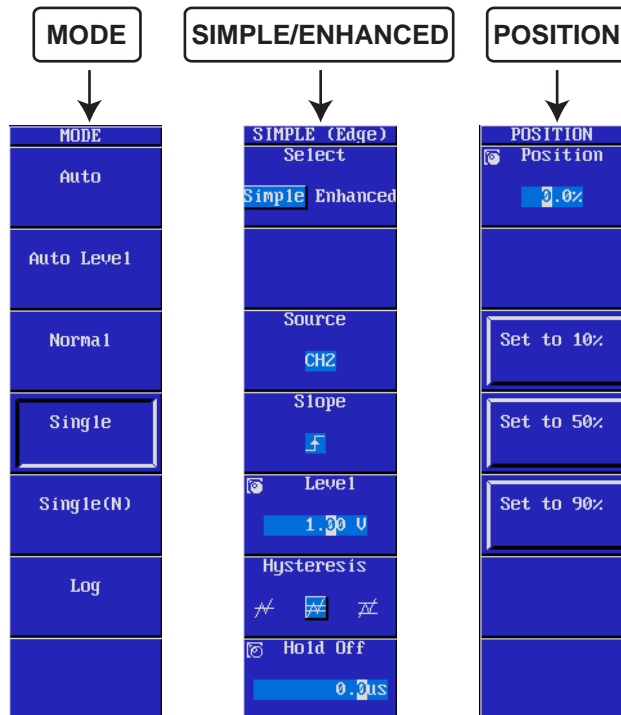 MODE
SIMPLE/ENHANCED
POSITION
MODE
Auto
Auto Level
Normal
Single
Single(N)
Log
SIMPLE (Edge)
Select
Simple Enhanced
Source
CH2
Slope
Level
1.00 V
Hysteresis
Hold Off
0.0us
POSITION
Position
0.0%
Set to 10%
Set to 50%
Set to 90%